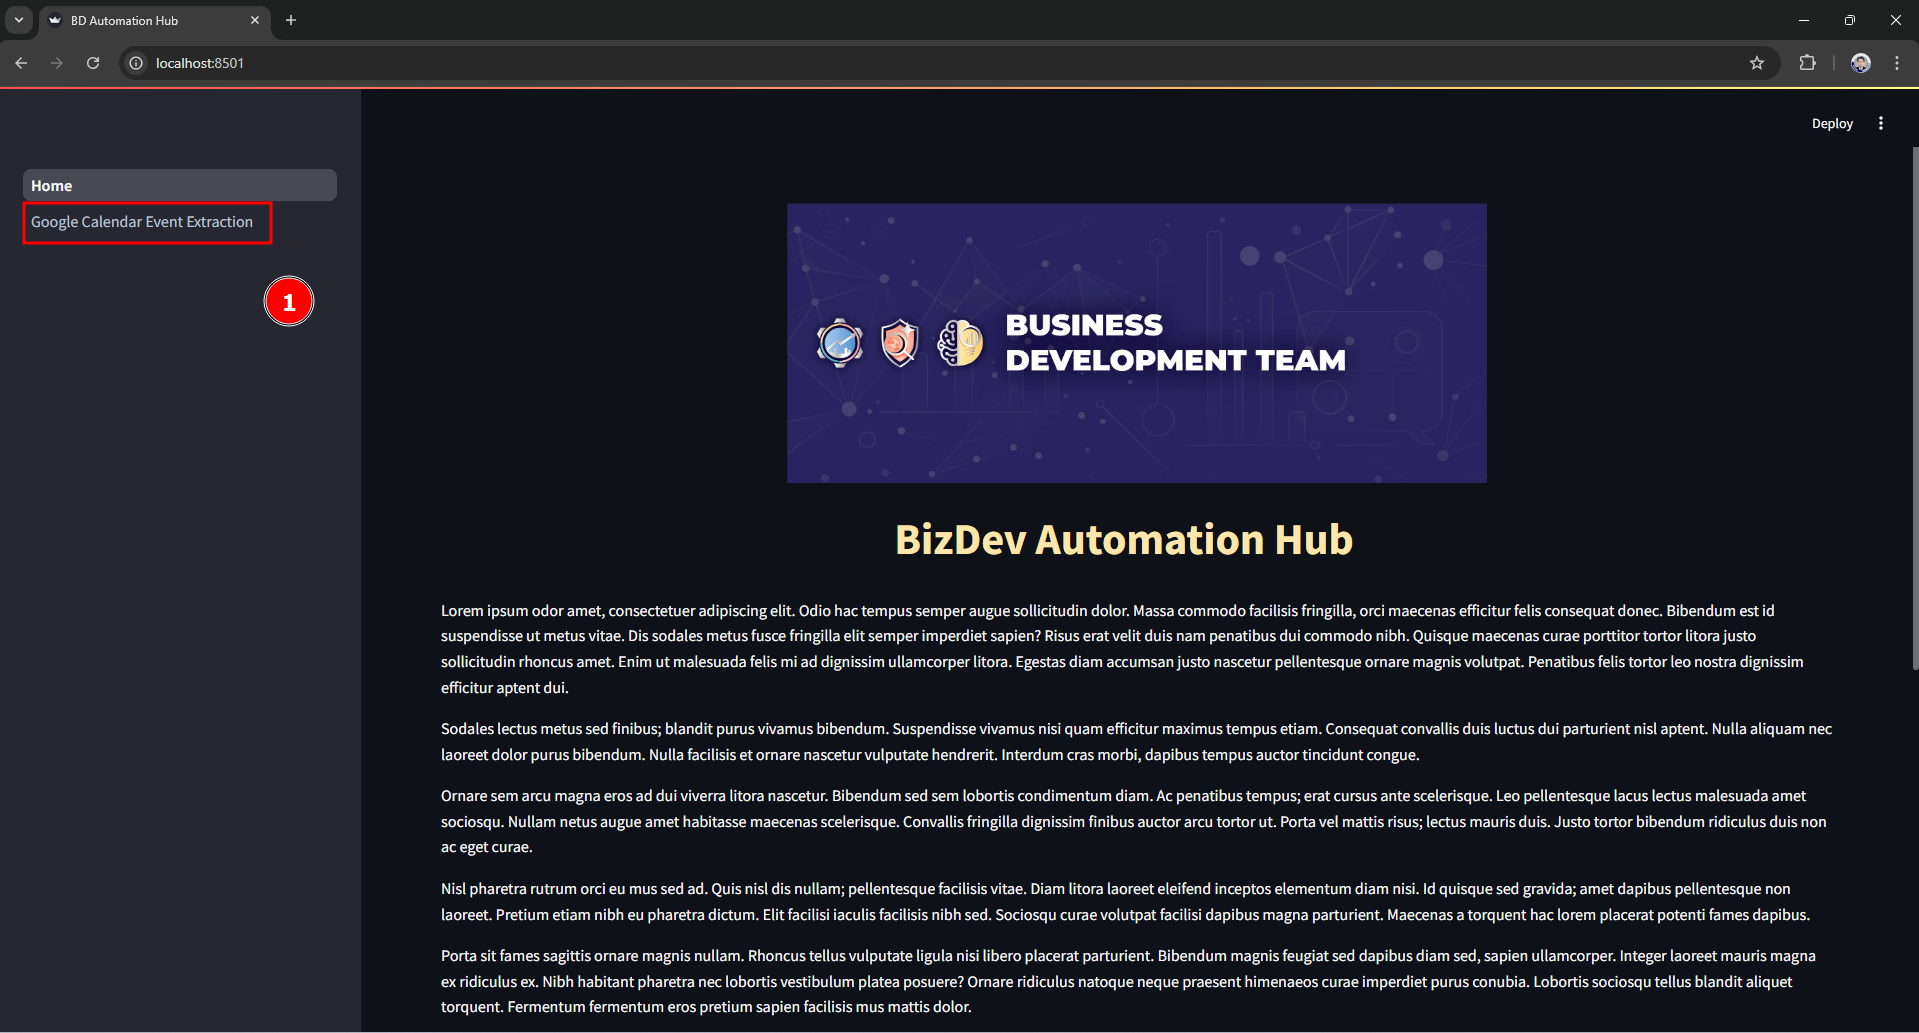 BD Automation Hub
localhost:8501
Deploy
Home
Google Calendar Event Extraction
1
BUSINESS
DEVELOPMENT TEAM
BizDev Automation Hub
Lorem ipsum odor amet, consectetuer adipiscing elit. Odio hac tempus semper augue sollicitudin dolor. Massa commodo facilisis fringilla, orci maecenas efficitur felis consequat donec. Bibendum est id
suspendisse ut metus vitae. Dis sodales metus fusce fringilla elit semper imperdiet sapien? Risus erat velit duis nam penatibus dui commodo nibh. Quisque maecenas curae porttitor tortor litora justo
sollicitudin rhoncus amet. Enim ut malesuada felis mi ad dignissim ullamcorper litora. Egestas diam accumsan justo nascetur pellentesque ornare magnis volutpat. Penatibus felis tortor leo nostra dignissim
efficitur aptent dui.
Sodales lectus metus sed finibus; blandit purus vivamus bibendum. Suspendisse vivamus nisi quam efficitur maximus tempus etiam. Consequat convallis duis luctus dui parturient nisl aptent. Nulla aliquam nec
laoreet dolor purus bibendum. Nulla facilisis et ornare nascetur vulputate hendrerit. Interdum cras morbi, dapibus tempus auctor tincidunt congue.
Ornare sem arcu magna eros ad dui viverra litora nascetur. Bibendum sed sem lobortis condimentum diam. Ac penatibus tempus; erat cursus ante scelerisque. Leo pellentesque lacus lectus malesuada amet
sociosqu. Nullam netus augue amet habitasse maecenas scelerisque. Convallis fringilla dignissim finibus auctor arcu tortor ut. Porta vel mattis risus; lectus mauris duis. Justo tortor bibendum ridiculus duis non
ac eget curae.
Nisl pharetra rutrum orci eu mus sed ad. Quis nisl dis nullam; pellentesque facilisis vitae. Diam litora laoreet eleifend inceptos elementum diam nisi. Id quisque sed gravida; amet dapibus pellentesque non
laoreet. Pretium etiam nibh eu pharetra dictum. Elit facilisi iaculis facilisis nibh sed. Sociosqu curae volutpat facilisi dapibus magna parturient. Maecenas a torquent hac lorem placerat potenti fames dapibus.
Porta sit fames sagittis ornare magnis nullam. Rhoncus tellus vulputate ligula nisi libero placerat parturient. Bibendum magnis feugiat sed dapibus diam sed, sapien ullamcorper. Integer laoreet mauris magna
ex ridiculus ex. Nibh habitant pharetra nec lobortis vestibulum platea posuere? Ornare ridiculus natoque neque praesent himenaeos curae imperdiet purus conubia. Lobortis sociosqu tellus blandit aliquet
torquent. Fermentum fermentum eros pretium sapien facilisis mus mattis dolor.